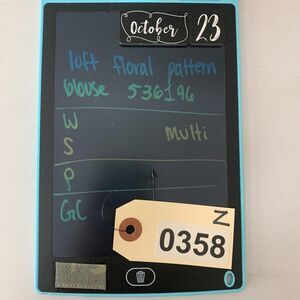 October 23
loft floral pattern
blouse 536196
W
multi
S
P
GC
N
0358